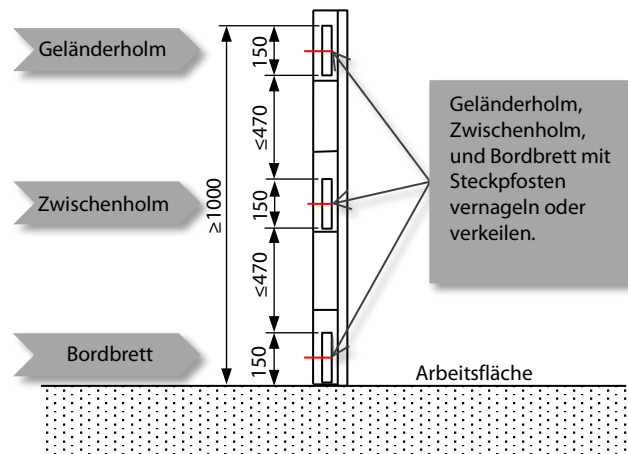 Geländerholm
Zwischenholm
Bordbrett
≥1000
150
≤470
150
≤470
150
Geländerholm,
Zwischenholm,
und Bordbrett mit
Steckpfosten
vernageln oder
verkeilen.
Arbeitsfläche